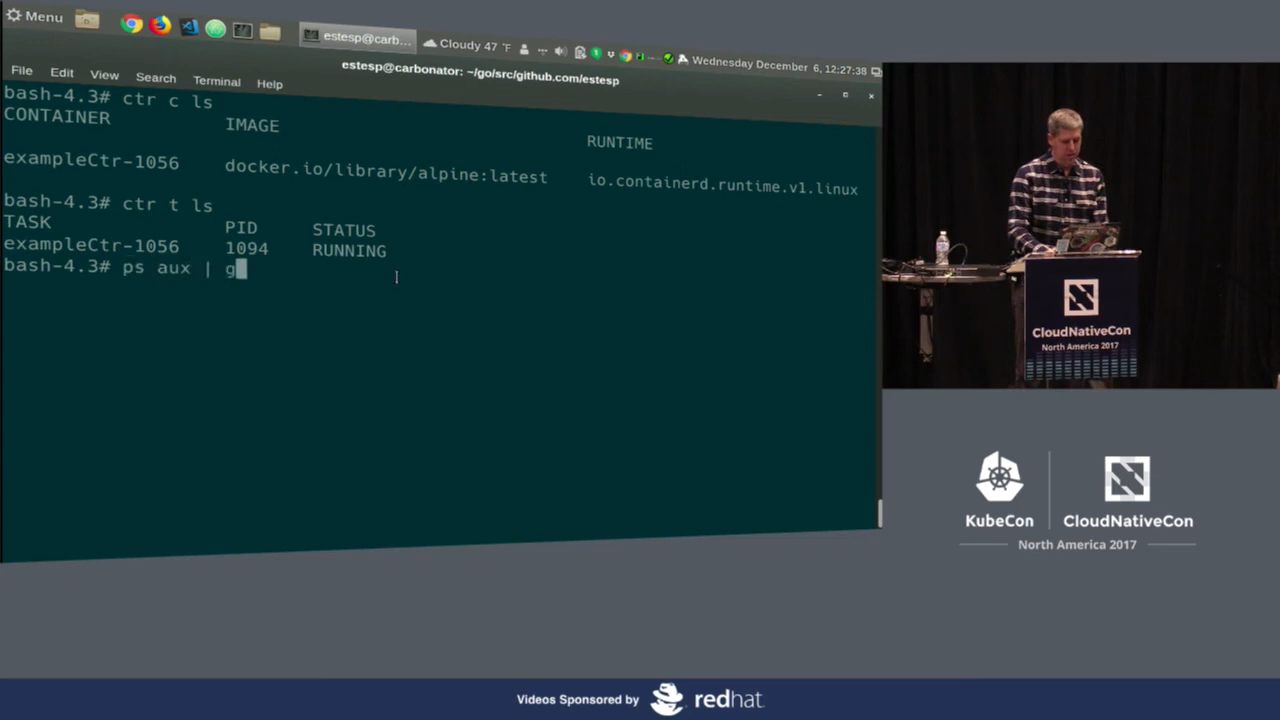 Menu
estesp@carb...
Cloudy 47 °F
Wednesday December 6, 12:27:38
estesp@carbonator: ~/go/src/github.com/estesp
File Edit View Search Terminal Help
bash-4.3# ctr c ls
CONTAINER IMAGE RUNTIME
exampleCtr-1056 docker.io/library/alpine:latest io.containerd.runtime.v1.linux
bash-4.3# ctr t ls
TASK PID STATUS
exampleCtr-1056 1094 RUNNING
bash-4.3# ps aux | g
CloudNativeCon
North America 2017
KubeCon
CloudNativeCon
North America 2017
Videos Sponsored by
redhat